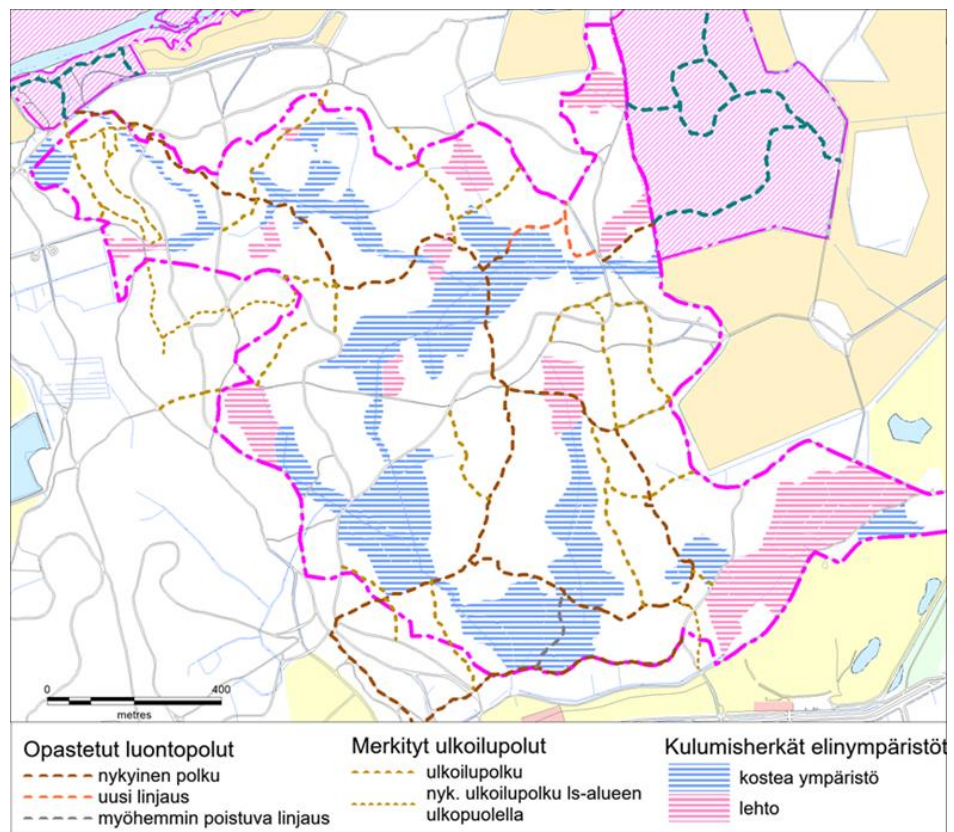 0 400
metres
Opastetut luontopolut
nykyinen polku
uusi linjaus
myöhemmin poistuva linjaus
Merkityt ulkoilupolut
ulkoilupolku
nyk. ulkoilupolku ls-alueen
ulkopuolella
Kulumisherkät elinympäristöt
kostea ympäristö
lehto